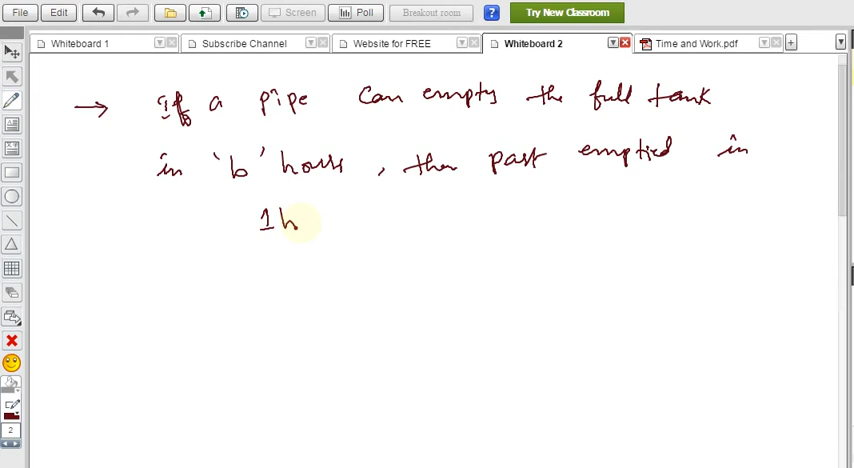 File Edit Screen Poll Breakout room ? Try New Classroom
Whiteboard 1 Subscribe Channel Website for FREE Whiteboard 2 Time and Work.pdf
→ If a pipe can empty the full tank
in 'b' hours, then part emptied in
1h
2